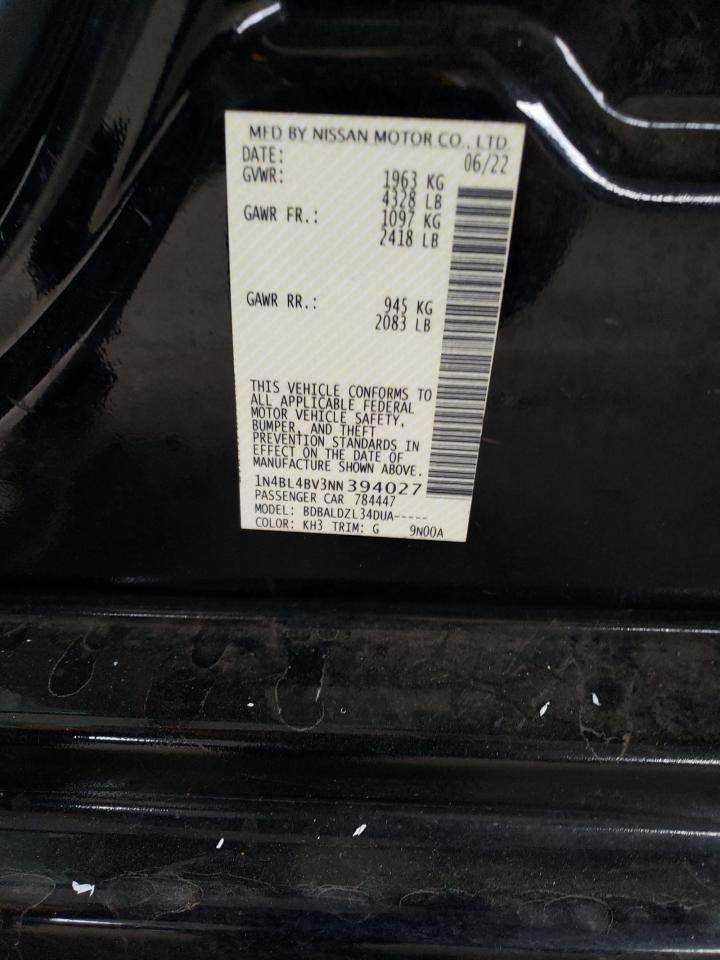 MFD BY NISSAN MOTOR CO., LTD.
DATE: 06/22
GVWR: 1963 KG
4328 LB
GAWR FR.: 1097 KG
2418 LB
GAWR RR.: 945 KG
2083 LB
THIS VEHICLE CONFORMS TO
ALL APPLICABLE FEDERAL
MOTOR VEHICLE SAFETY,
BUMPER, AND THEFT
PREVENTION STANDARDS IN
EFFECT ON THE DATE OF
MANUFACTURE SHOWN ABOVE.
1N4BL4BV3NN394027
PASSENGER CAR 784447
MODEL: BDBALDZL34DUA-----
COLOR: KH3 TRIM: G 9N00A